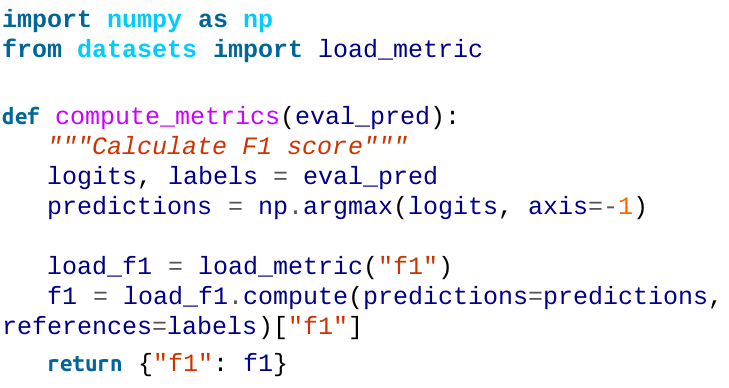 import numpy as np
from datasets import load_metric

def compute_metrics(eval_pred):
   """Calculate F1 score"""
   logits, labels = eval_pred
   predictions = np.argmax(logits, axis=-1)

   load_f1 = load_metric("f1")
   f1 = load_f1.compute(predictions=predictions,
references=labels)["f1"]
   return {"f1": f1}